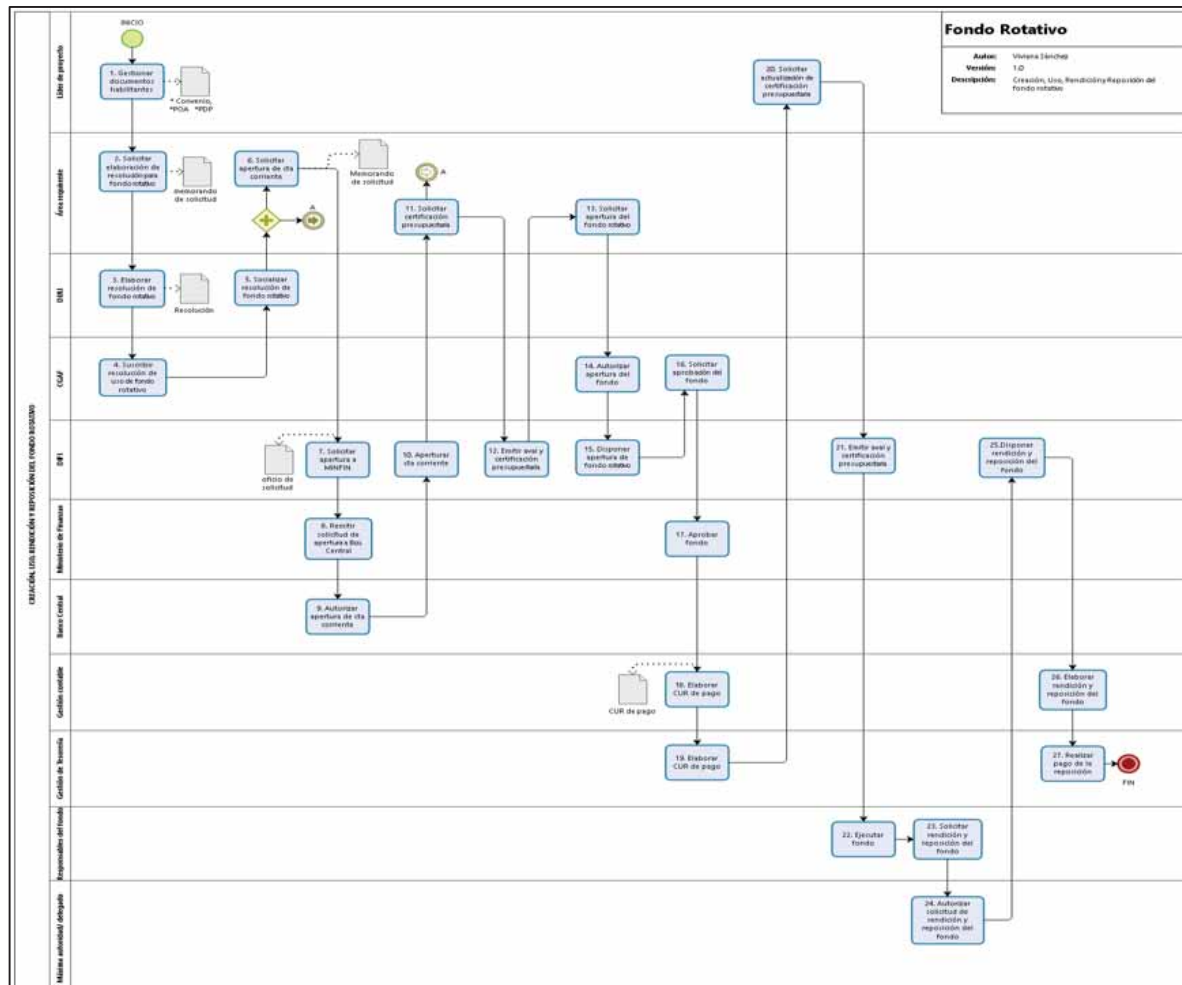 Fondo Rotativo
Autor: Viviana Sánchez
Versión: 1.0
Descripción: Creación, Uso, Rendición y Reposición del
fondo rotativo
CREACIÓN, USO, RENDICIÓN Y REPOSICIÓN DEL FONDO ROTATIVO
Líder de proyecto
INICIO
1. Gestionar
documentos
habilitantes
* Convenio,
*POA *PDP
20. Solicitar
actualización de
certificación
presupuestaria
Área requirente
2. Solicitar
elaboración de
resolución para
fondo rotativo
memorando
de solicitud
6. Solicitar
apertura de cta
corriente
Memorando
de solicitud
A
A
11. Solicitar
certificación
presupuestaria
13. Solicitar
apertura del
fondo rotativo
3. Elaborar
resolución de
fondo rotativo
Resolución
5. Socializar
resolución de
fondo rotativo
CGAF
4. Suscribir
resolución de
uso de fondo
rotativo
14. Autorizar
apertura del
fondo
16. Solicitar
aprobación del
fondo
DIFI
oficio de
solicitud
7. Solicitar
apertura a
MINFIN
10. Aperturar
cta corriente
12. Emitir aval y
certificación
presupuestaria
15. Disponer
apertura de
fondo rotativo
21. Emitir aval y
certificación
presupuestaria
25.Disponer
rendición y
reposición del
fondo
Ministerio de Finanzas
8. Remitir
solicitud de
apertura a Bco
Central
17. Aprobar
fondo
Banco Central
9. Autorizar
apertura de cta
corriente
Gestión contable
CUR de pago
18. Elaborar
CUR de pago
26. Elaborar
rendición y
reposición del
fondo
Gestión de Tesorería
19. Elaborar
CUR de pago
27. Realizar
pago de la
reposición
FIN
Responsables del fondo
22. Ejecutar
fondo
23. Solicitar
rendición y
reposición del
fondo
Máxima autoridad/ delegado
24. Autorizar
solicitud de
rendición y
reposición del
fondo